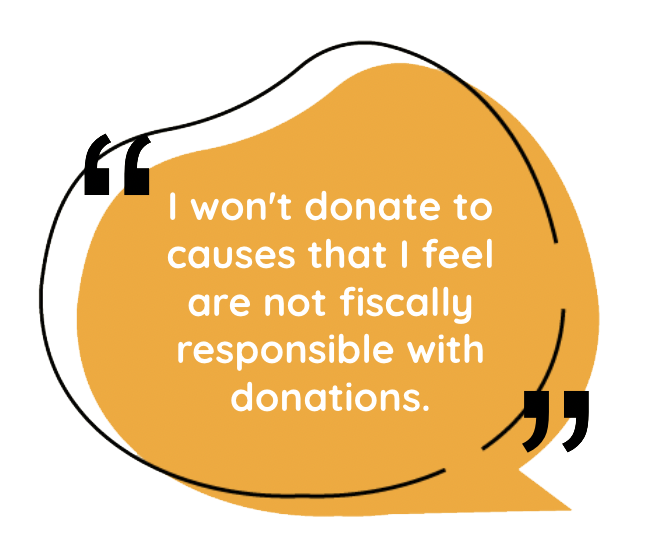 “
I won't donate to
causes that I feel
are not fiscally
responsible with
donations.
”